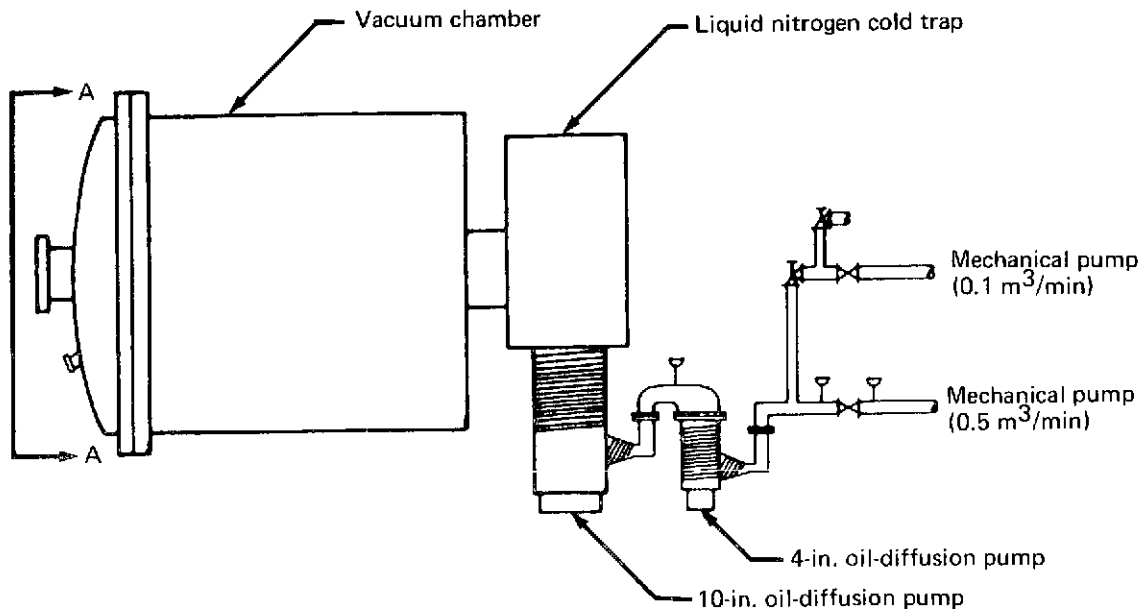 Vacuum chamber
Liquid nitrogen cold trap
A
Mechanical pump
(0.1 m³/min)
Mechanical pump
(0.5 m³/min)
A
4-in. oil-diffusion pump
10-in. oil-diffusion pump